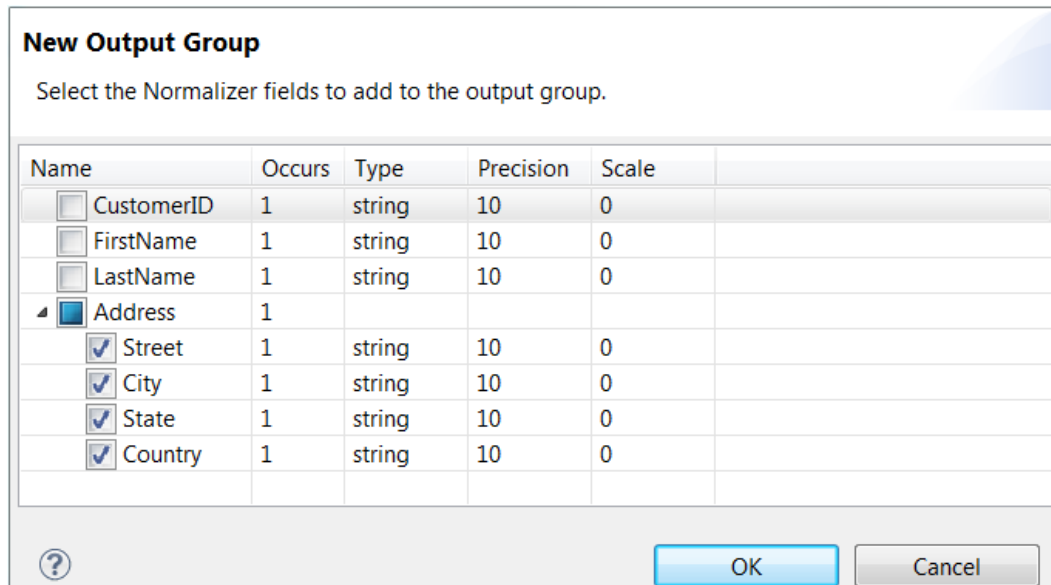 New Output Group
Select the Normalizer fields to add to the output group.
Name Occurs Type Precision Scale
CustomerID 1 string 10 0
FirstName 1 string 10 0
LastName 1 string 10 0
Address 1
Street 1 string 10 0
City 1 string 10 0
State 1 string 10 0
Country 1 string 10 0
? OK Cancel